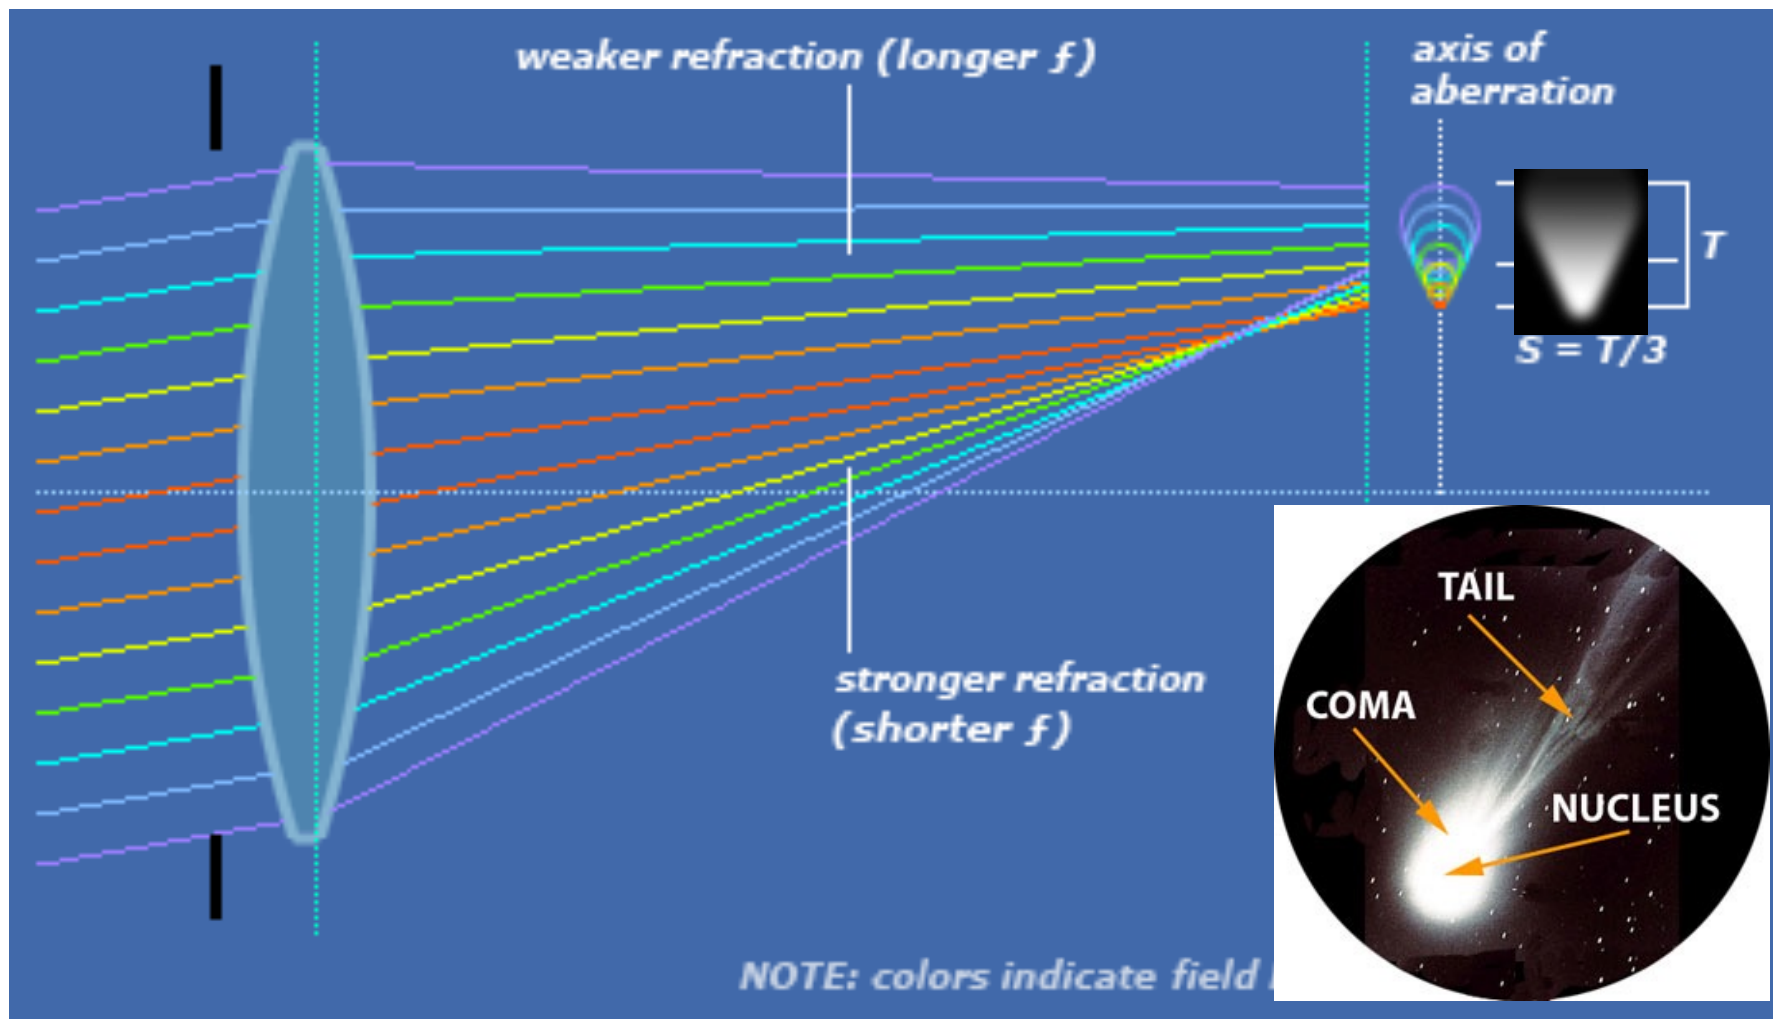 weaker refraction (longer ƒ)
axis of
aberration
T
S = T/3
stronger refraction
(shorter ƒ)
TAIL
COMA
NUCLEUS
NOTE: colors indicate field